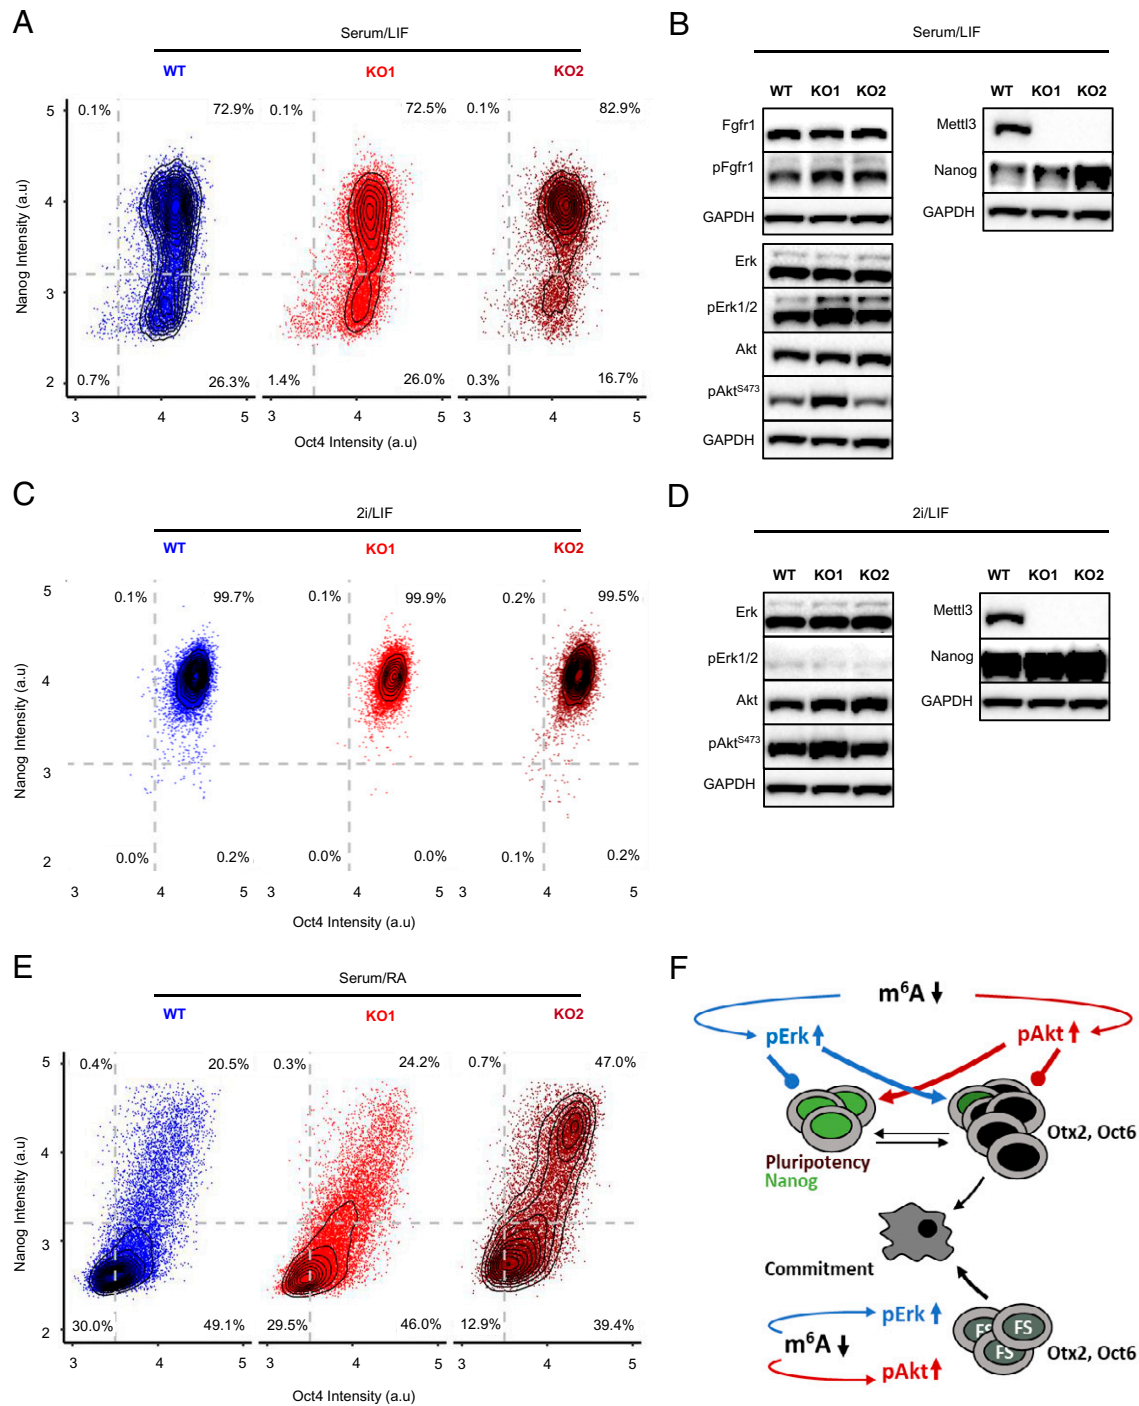 A
Serum/LIF
WT KO1 KO2
5 0.1% 72.9% 0.1% 72.5% 0.1% 82.9%
4
3
2 0.7% 26.3% 1.4% 26.0% 0.3% 16.7%
Nanog Intensity (a.u)
3 4 5 3 4 5 3 4 5
Oct4 Intensity (a.u)
B
Serum/LIF
WT KO1 KO2
Fgfr1
pFgfr1
GAPDH
Erk
pErk1/2
Akt
pAktS473
GAPDH
WT KO1 KO2
Mettl3
Nanog
GAPDH
C
2i/LIF
WT KO1 KO2
5 0.1% 99.7% 0.1% 99.9% 0.2% 99.5%
4
3
2 0.0% 0.2% 0.0% 0.0% 0.1% 0.2%
Nanog Intensity (a.u)
3 4 5 3 4 5 3 4 5
Oct4 Intensity (a.u)
D
2i/LIF
WT KO1 KO2
Erk
pErk1/2
Akt
pAktS473
GAPDH
WT KO1 KO2
Mettl3
Nanog
GAPDH
E
Serum/RA
WT KO1 KO2
5 0.4% 20.5% 0.3% 24.2% 0.7% 47.0%
4
3
2 30.0% 49.1% 29.5% 46.0% 12.9% 39.4%
Nanog Intensity (a.u)
3 4 5 3 4 5 3 4 5
Oct4 Intensity (a.u)
F
m6A
pErk pAkt
Otx2, Oct6
Pluripotency
Nanog
Commitment
pErk
m6A
pAkt
FS FS
FS
Otx2, Oct6